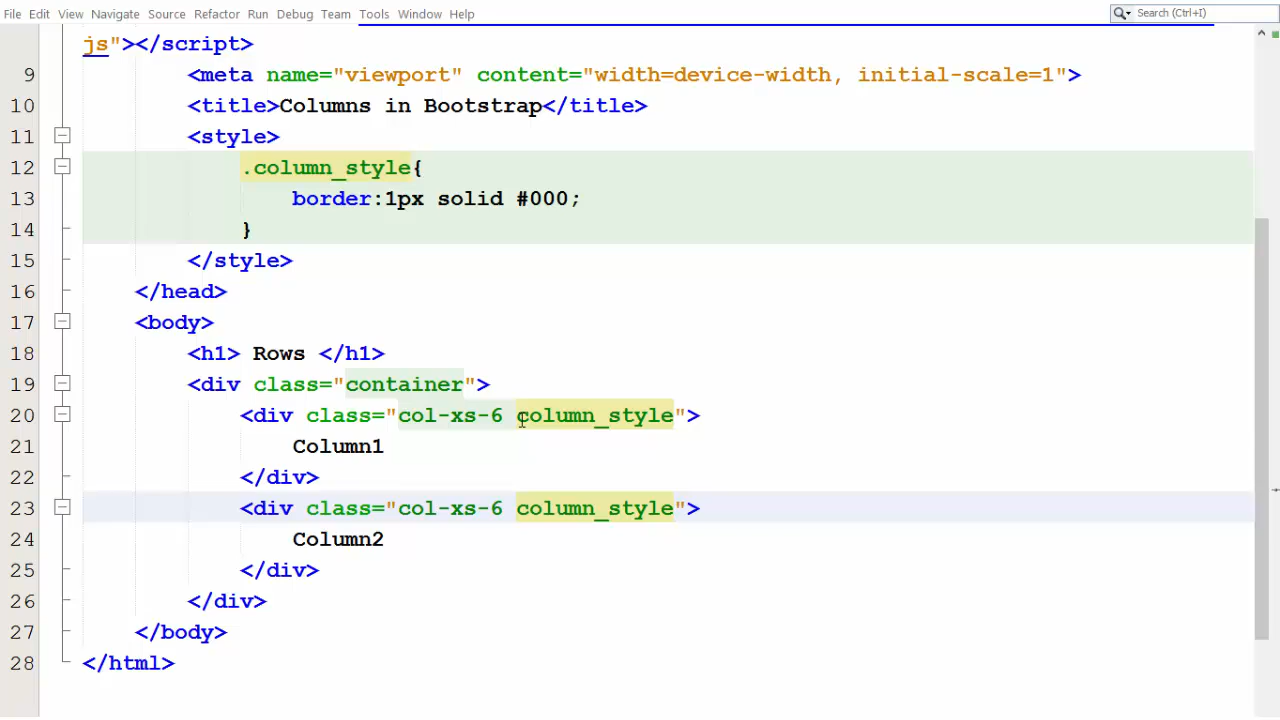 File Edit View Navigate Source Refactor Run Debug Team Tools Window Help Search (Ctrl+I)
js"></script>
9 <meta name="viewport" content="width=device-width, initial-scale=1">
10 <title>Columns in Bootstrap</title>
11 <style>
12 .column_style{
13 border:1px solid #000;
14 }
15 </style>
16 </head>
17 <body>
18 <h1> Rows </h1>
19 <div class="container">
20 <div class="col-xs-6 column_style">
21 Column1
22 </div>
23 <div class="col-xs-6 column_style">
24 Column2
25 </div>
26 </div>
27 </body>
28 </html>